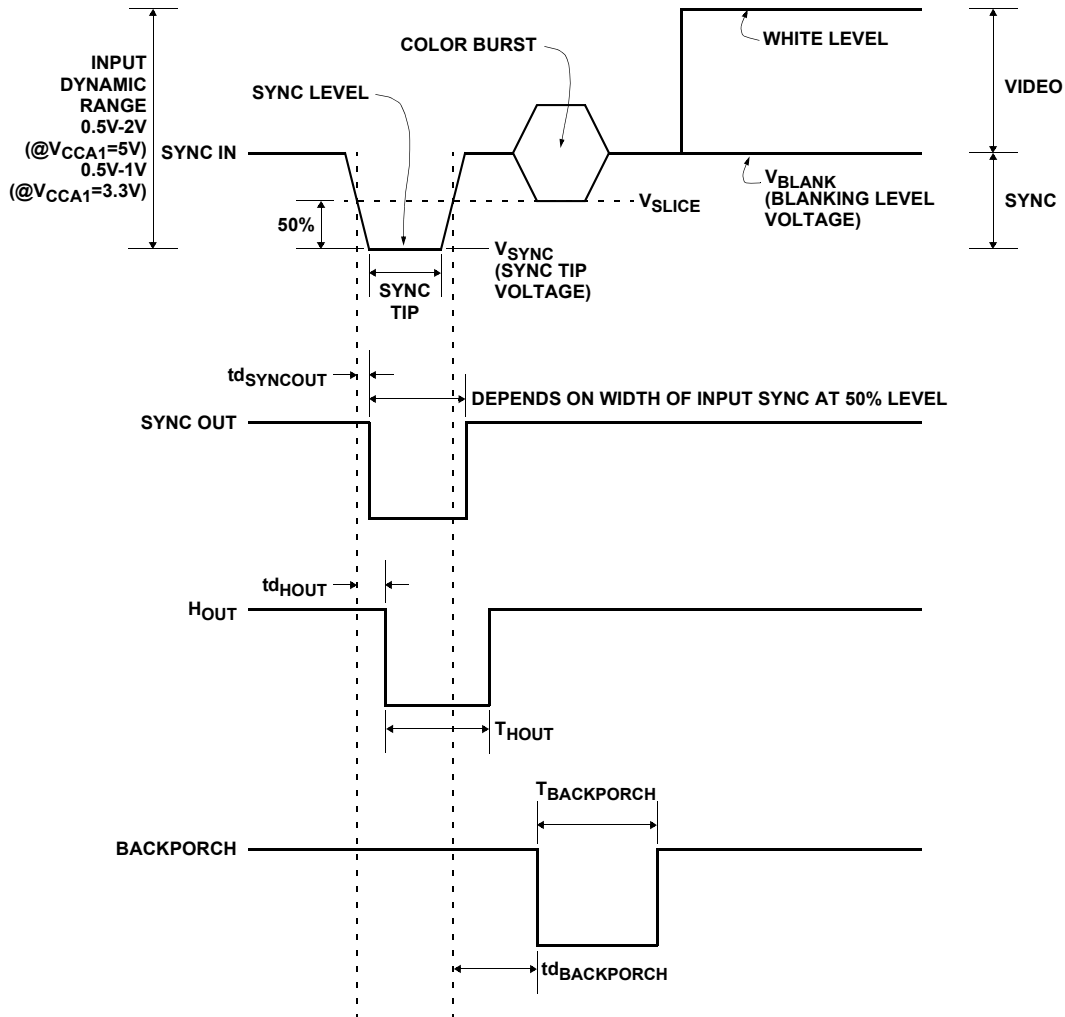 INPUT
DYNAMIC
RANGE
0.5V-2V
(@VCCA1=5V)
0.5V-1V
(@VCCA1=3.3V)
SYNC IN
SYNC LEVEL
COLOR BURST
WHITE LEVEL
VIDEO
50%
VSLICE
VBLANK
(BLANKING LEVEL
VOLTAGE)
SYNC
VSYNC
(SYNC TIP
VOLTAGE)
SYNC
TIP
tdSYNCOUT
DEPENDS ON WIDTH OF INPUT SYNC AT 50% LEVEL
SYNC OUT
tdHOUT
HOUT
THOUT
TBACKPORCH
BACKPORCH
tdBACKPORCH